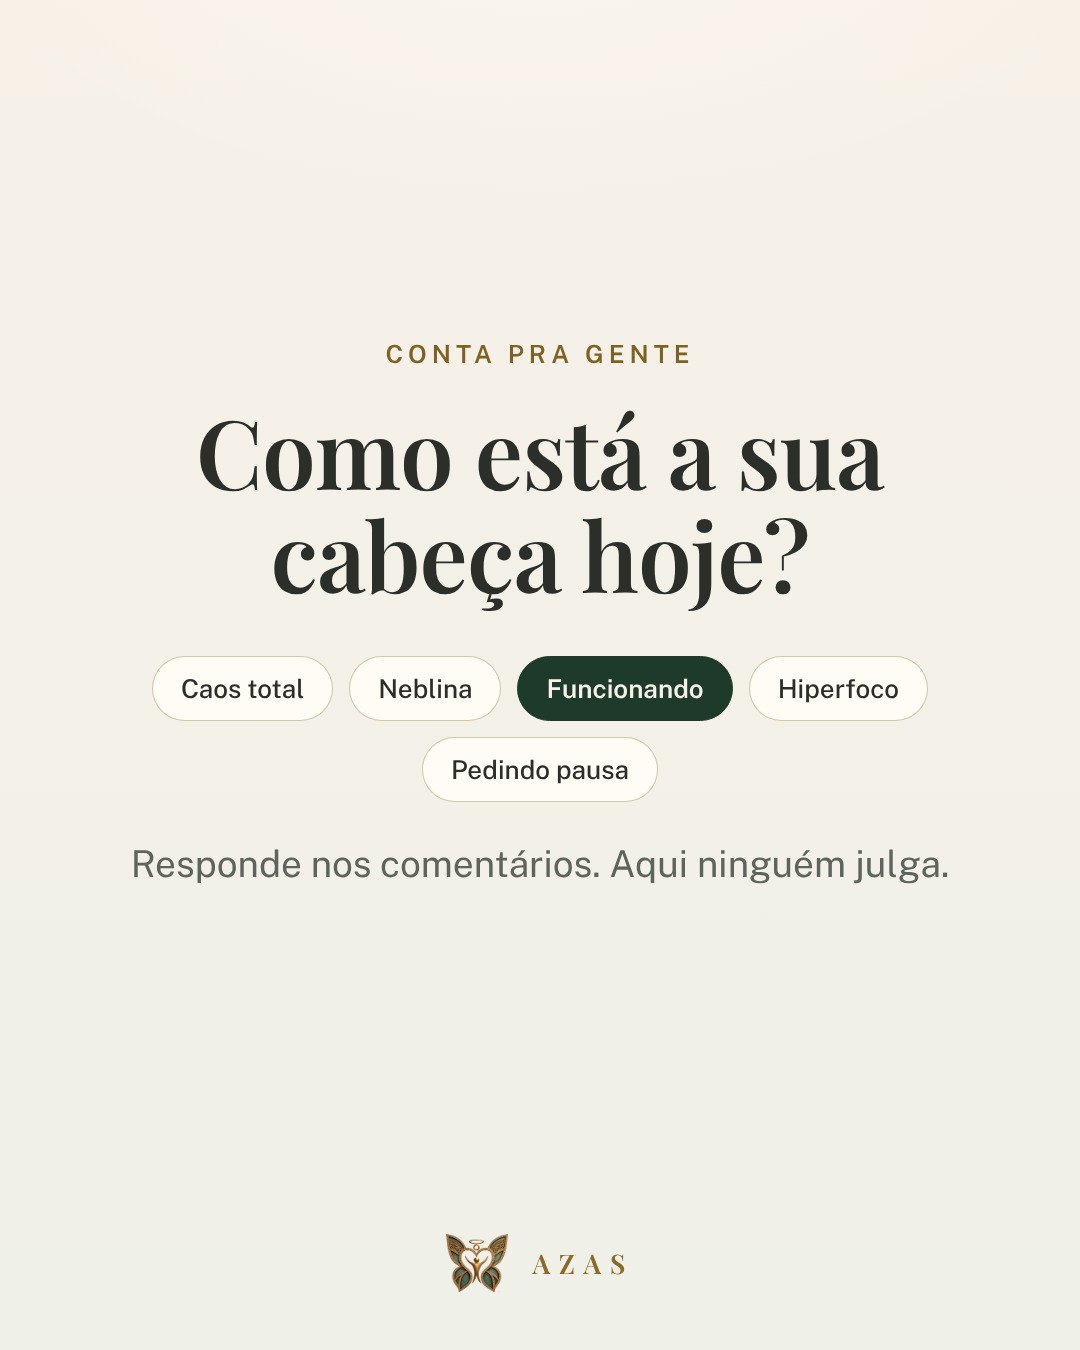 CONTA PRA GENTE
Como está a sua
cabeça hoje?
Caos total Neblina Funcionando Hiperfoco
Pedindo pausa
Responde nos comentários. Aqui ninguém julga.
AZAS